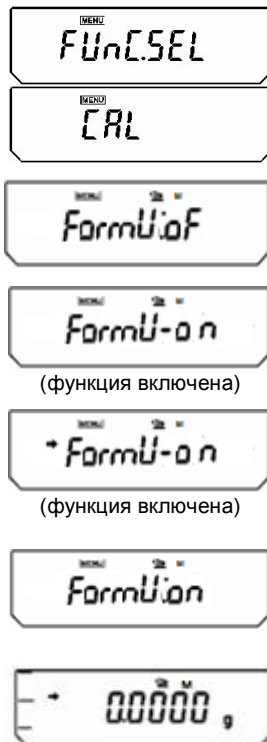 MENU
FUnC.SEL
MENU
CAL
MENU M
FormU:oF
MENU M
FormU-on
(функция включена)
MENU M
FormU-on
(функция включена)
MENU M
FormU:on
M
0.0000 g